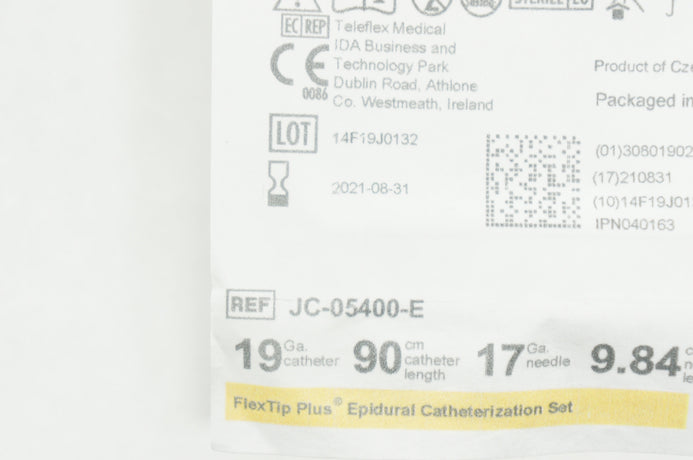 EC REP Teleflex Medical
IDA Business and
Technology Park
Dublin Road, Athlone
Co. Westmeath, Ireland
CE
0086
Product of Cze
Packaged in
LOT 14F19J0132
2021-08-31
(01)30801902
(17)210831
(10)14F19J01
IPN040163
REF JC-05400-E
19 Ga. catheter 90 cm catheter length 17 Ga. needle 9.84
FlexTip Plus® Epidural Catheterization Set